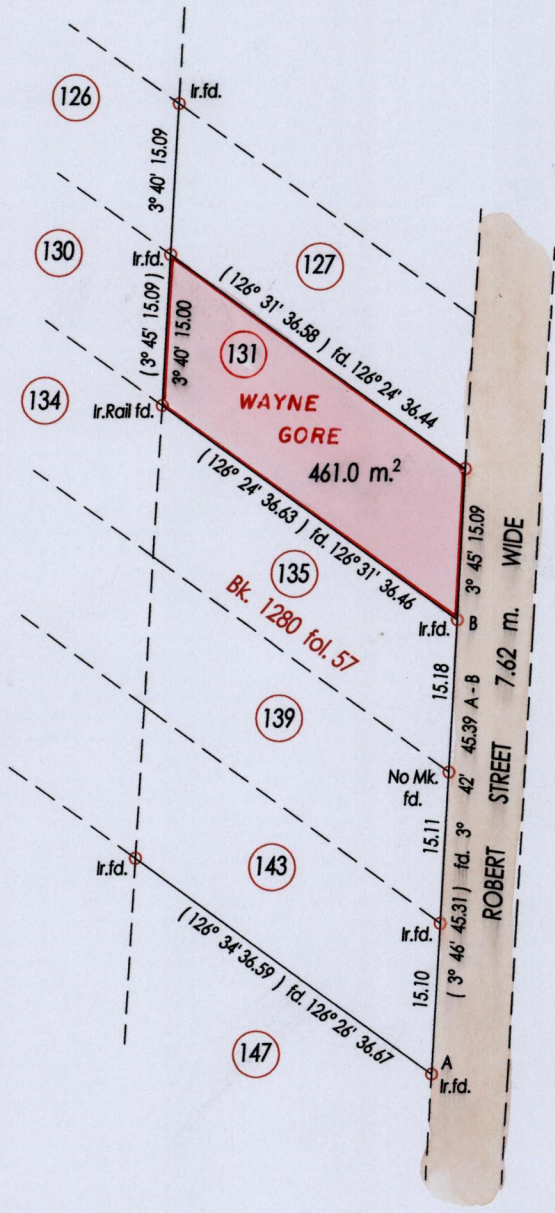 126
Ir.fd.
3° 40' 15.09
130
Ir.fd.
127
( 126° 31' 36.58 ) fd. 126° 24' 36.44
( 3° 45' 15.09 )
3° 40' 15.00
131
134
Ir.Rail fd.
WAYNE
GORE
461.0 m.²
( 126° 24' 36.63 ) fd. 126° 31' 36.46
3° 45' 15.09
135
Bk. 1280 fol. 57
Ir.fd.
B
15.18
139
No Mk.
fd.
( 3° 46' 45.31 ) fd. 3° 42' 45.39 A-B
15.11
ROBERT STREET 7.62 m. WIDE
Ir.fd.
143
Ir.fd.
15.10
( 126° 34' 36.59 ) fd. 126° 26' 36.67
147
A
Ir.fd.